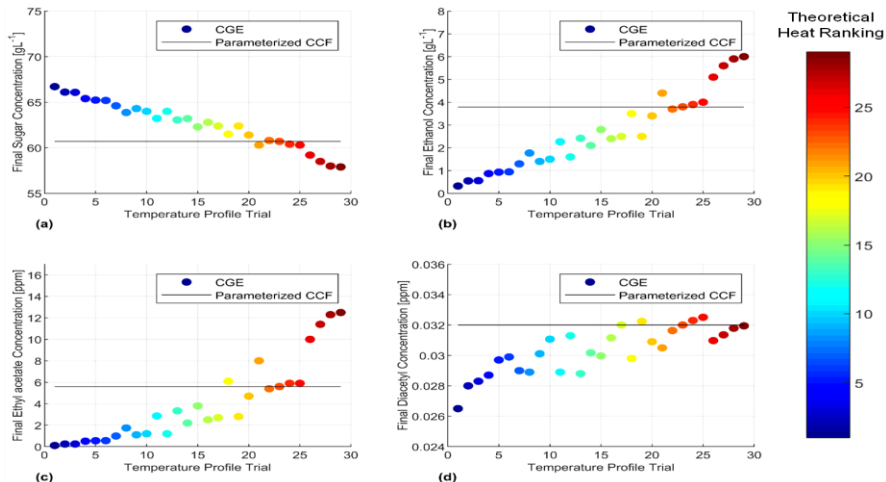 Theoretical
Heat Ranking
Final Sugar Concentration [gL⁻¹]
75
70
65
60
55
CGE
Parameterized CCF
0 5 10 15 20 25 30
(a)
Temperature Profile Trial
Final Ethanol Concentration [gL⁻¹]
8
7
6
5
4
3
2
1
0
CGE
Parameterized CCF
0 5 10 15 20 25 30
(b)
Temperature Profile Trial
25
20
15
10
5
Final Ethyl acetate Concentration [ppm]
16
14
12
10
8
6
4
2
0
CGE
Parameterized CCF
0 5 10 15 20 25 30
(c)
Temperature Profile Trial
Final Diacetyl Concentration [ppm]
0.036
0.034
0.032
0.03
0.028
0.026
0.024
CGE
Parameterized CCF
0 5 10 15 20 25 30
(d)
Temperature Profile Trial